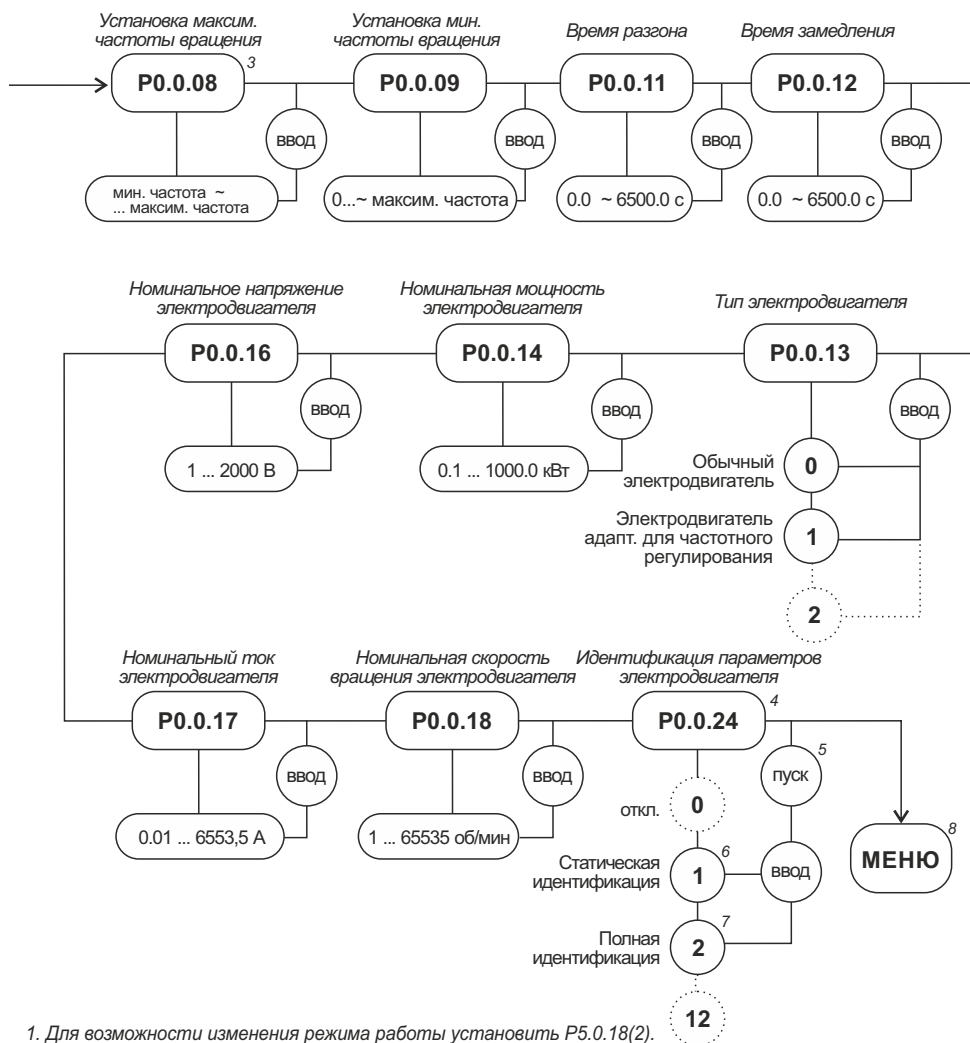 Установка максим.
частоты вращения
P0.0.08
3
ввод
мин. частота ~
... максим. частота
Установка мин.
частоты вращения
P0.0.09
ввод
0...~ максим. частота
Время разгона
P0.0.11
ввод
0.0 ~ 6500.0 с
Время замедления
P0.0.12
ввод
0.0 ~ 6500.0 с
Номинальное напряжение
электродвигателя
P0.0.16
ввод
1 ... 2000 В
Номинальная мощность
электродвигателя
P0.0.14
ввод
0.1 ... 1000.0 кВт
Тип электродвигателя
P0.0.13
ввод
Обычный
электродвигатель
0
Электродвигатель
адапт. для частотного
регулирования
1
2
Номинальный ток
электродвигателя
P0.0.17
ввод
0.01 ... 6553,5 А
Номинальная скорость
вращения электродвигателя
P0.0.18
ввод
1 ... 65535 об/мин
Идентификация параметров
электродвигателя
P0.0.24
4
5
пуск
откл.
0
Статическая
идентификация
1
6
ввод
Полная
идентификация
2
7
12
МЕНЮ
8
1. Для возможности изменения режима работы установить P5.0.18(2).